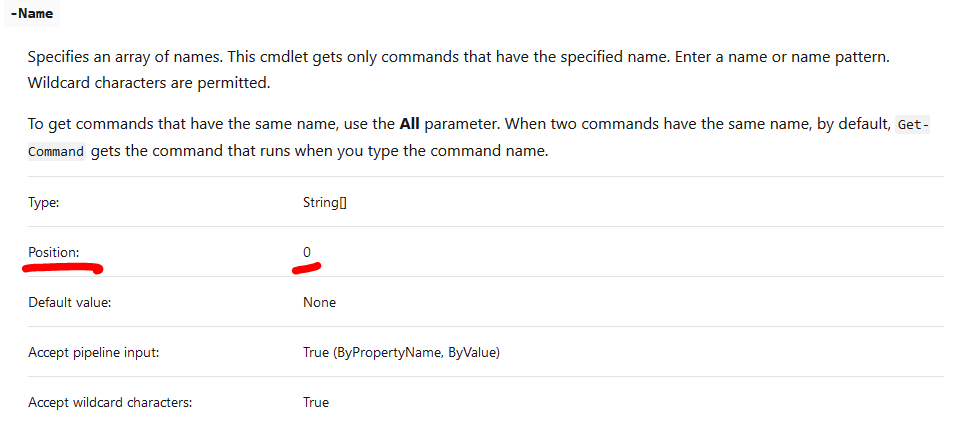 -Name
Specifies an array of names. This cmdlet gets only commands that have the specified name. Enter a name or name pattern.
Wildcard characters are permitted.
To get commands that have the same name, use the All parameter. When two commands have the same name, by default, Get-
Command gets the command that runs when you type the command name.
Type: String[]
Position: 0
Default value: None
Accept pipeline input: True (ByPropertyName, ByValue)
Accept wildcard characters: True